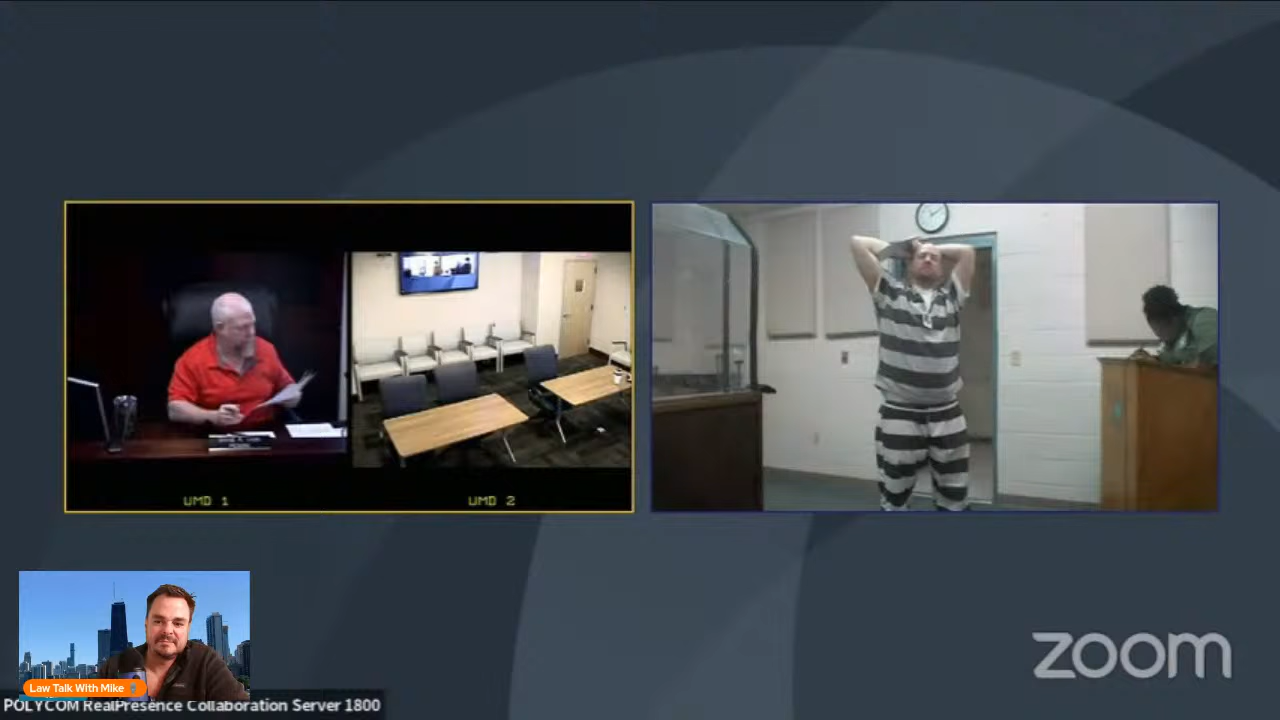 UMD 1
UMD 2
zoom
Law Talk With Mike
POLYCOM RealPresence Collaboration Server 1800